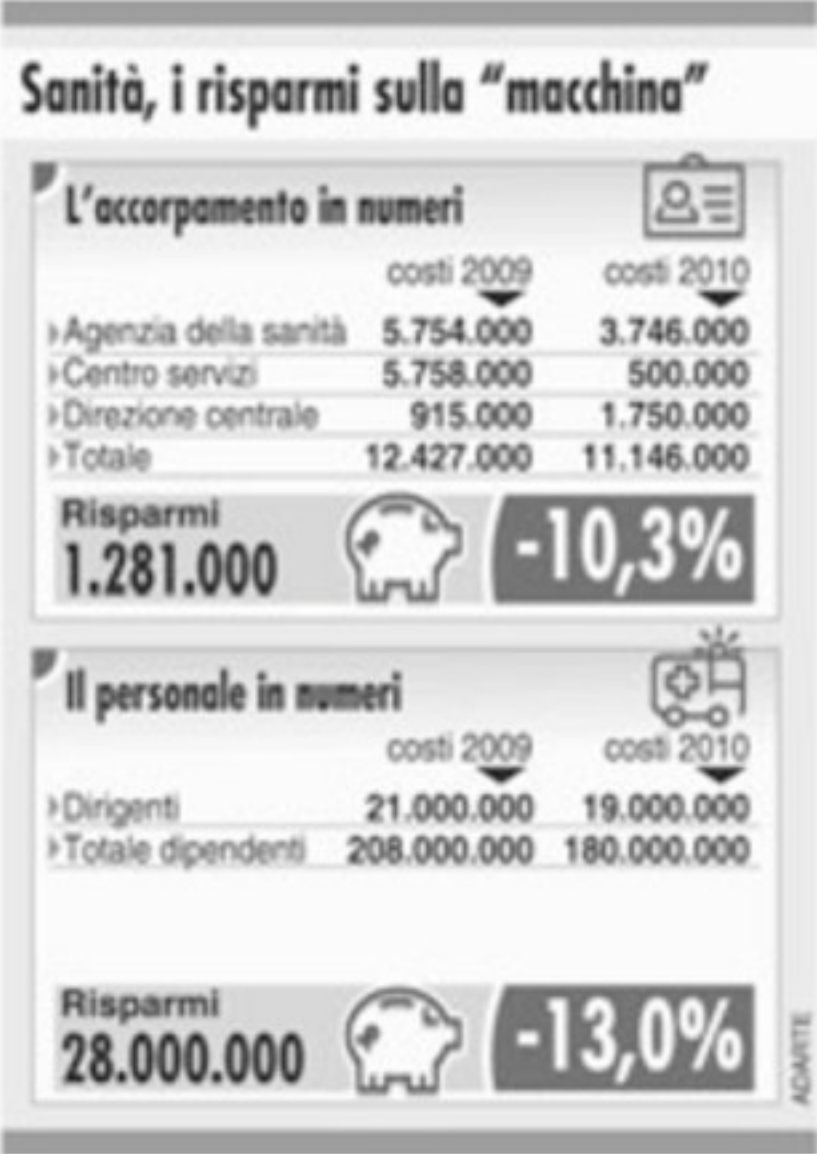 Sanità, i risparmi sulla “macchina”
L’accorpamento in numeri
costi 2009 costi 2010
Agenzia della sanità 5.754.000 3.746.000
Centro servizi 5.758.000 500.000
Direzione centrale 915.000 1.750.000
Totale 12.427.000 11.146.000
Risparmi
1.281.000
-10,3%
Il personale in numeri
costi 2009 costi 2010
Dirigenti 21.000.000 19.000.000
Totale dipendenti 208.000.000 180.000.000
Risparmi
28.000.000
-13,0%
ADARTE